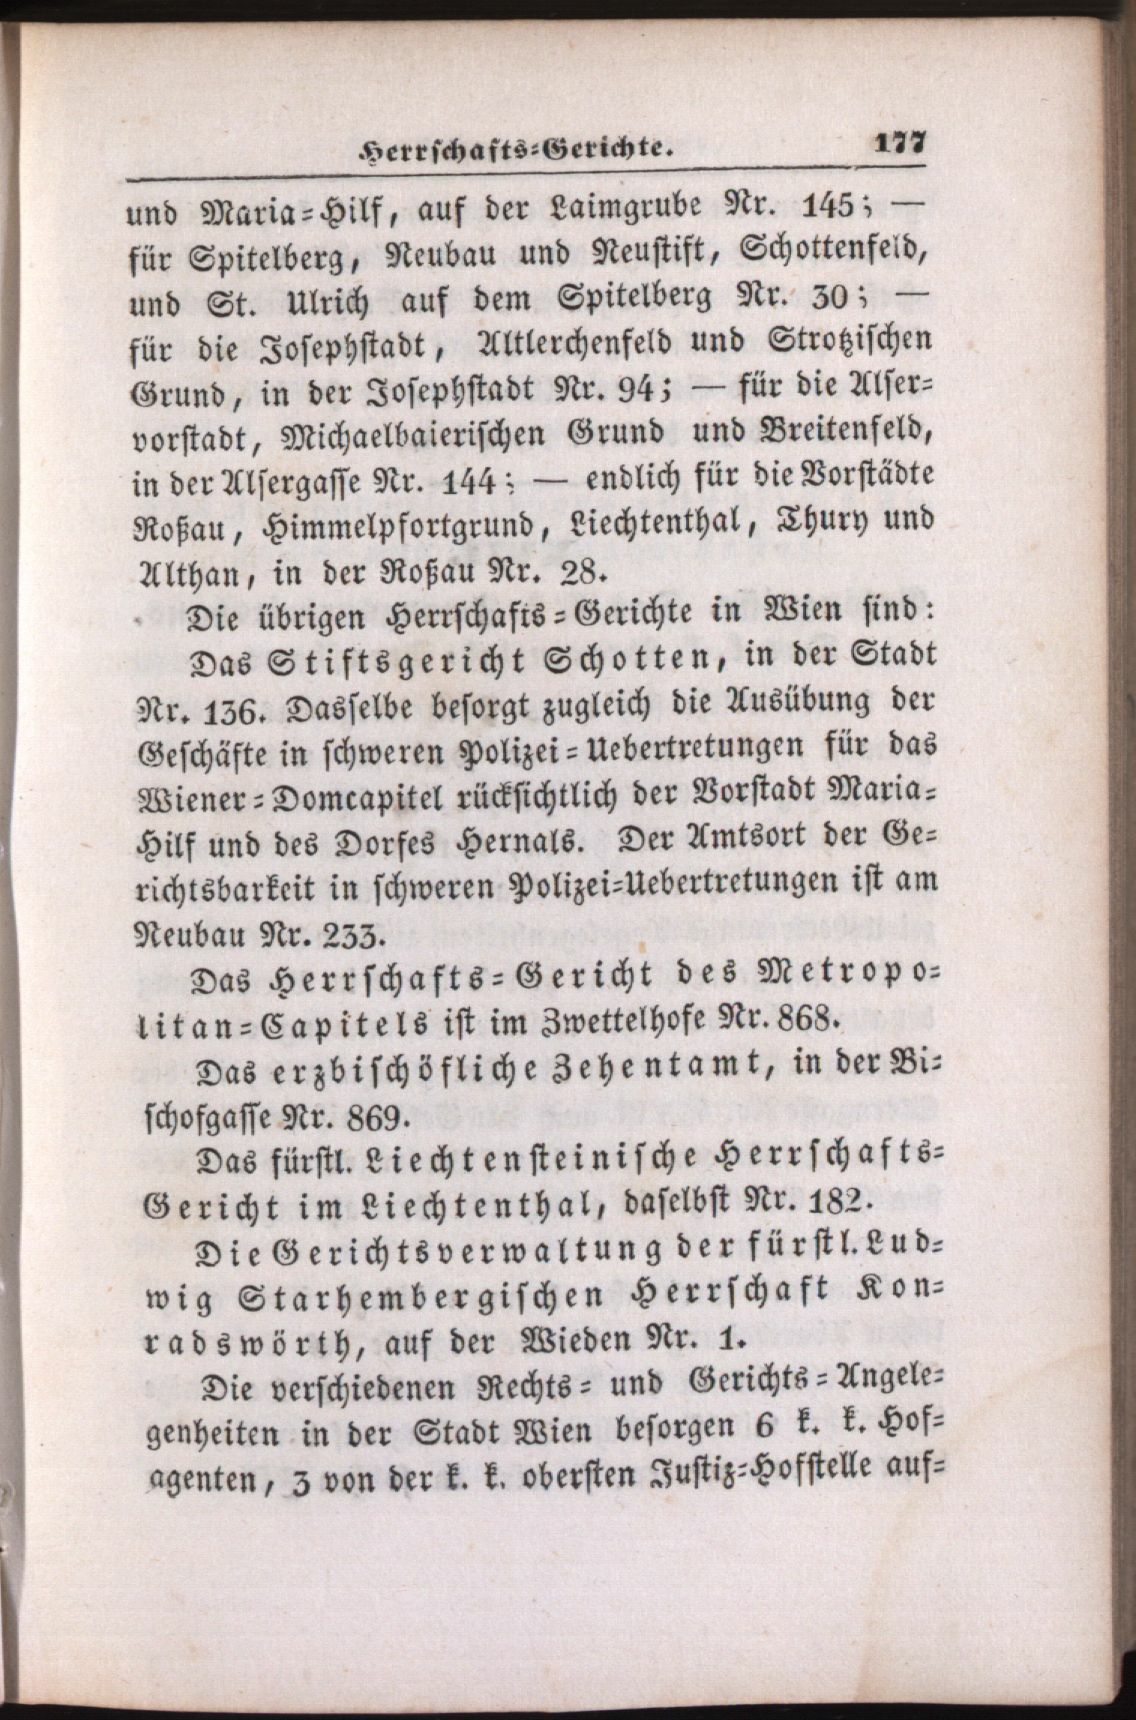 Herrschafts-Gerichte. 177
und Maria-Hilf, auf der Laimgrube Nr. 145; —
für Spitelberg, Neubau und Neustift, Schottenfeld,
und St. Ulrich auf dem Spitelberg Nr. 30; —
für die Josephstadt, Altlerchenfeld und Strotzischen
Grund, in der Josephstadt Nr. 94; — für die Alser-
vorstadt, Michaelbaierischen Grund und Breitenfeld,
in der Alsergasse Nr. 144; — endlich für die Vorstädte
Roßau, Himmelpfortgrund, Liechtenthal, Thury und
Althan, in der Roßau Nr. 28.
Die übrigen Herrschafts-Gerichte in Wien sind:
Das Stiftsgericht Schotten, in der Stadt
Nr. 136. Dasselbe besorgt zugleich die Ausübung der
Geschäfte in schweren Polizei-Uebertretungen für das
Wiener-Domcapitel rücksichtlich der Vorstadt Maria-
Hilf und des Dorfes Hernals. Der Amtsort der Ge-
richtsbarkeit in schweren Polizei-Uebertretungen ist am
Neubau Nr. 233.
Das Herrschafts-Gericht des Metropo-
litan-Capitels ist im Zwettelhofe Nr. 868.
Das erzbischöfliche Zehentamt, in der Bi-
schofgasse Nr. 869.
Das fürstl. Liechtensteinische Herrschafts-
Gericht im Liechtenthal, daselbst Nr. 182.
Die Gerichtsverwaltung der fürstl. Lud-
wig Starhembergischen Herrschaft Kon-
radswörth, auf der Wieden Nr. 1.
Die verschiedenen Rechts- und Gerichts-Angele-
genheiten in der Stadt Wien besorgen 6 k. k. Hof-
agenten, 3 von der k. k. obersten Justiz-Hofstelle auf-